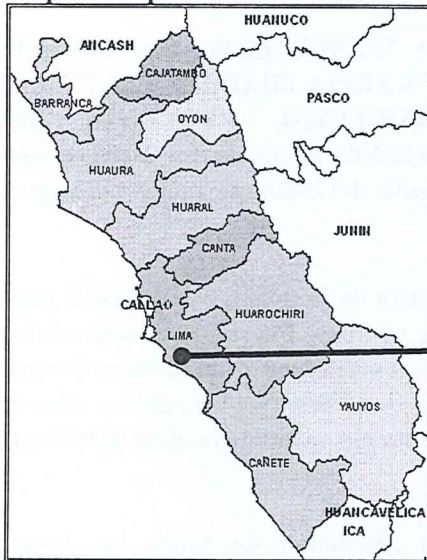 HUANUCO
ANCASH
CAJATAMBO
PASCO
BARRANCA
OYON
HUAURA
HUARAL
JUNIN
CANTA
CALLAO
HUAROCHIRI
LIMA
YAUYOS
CAÑETE
HUANCAVELICA
ICA